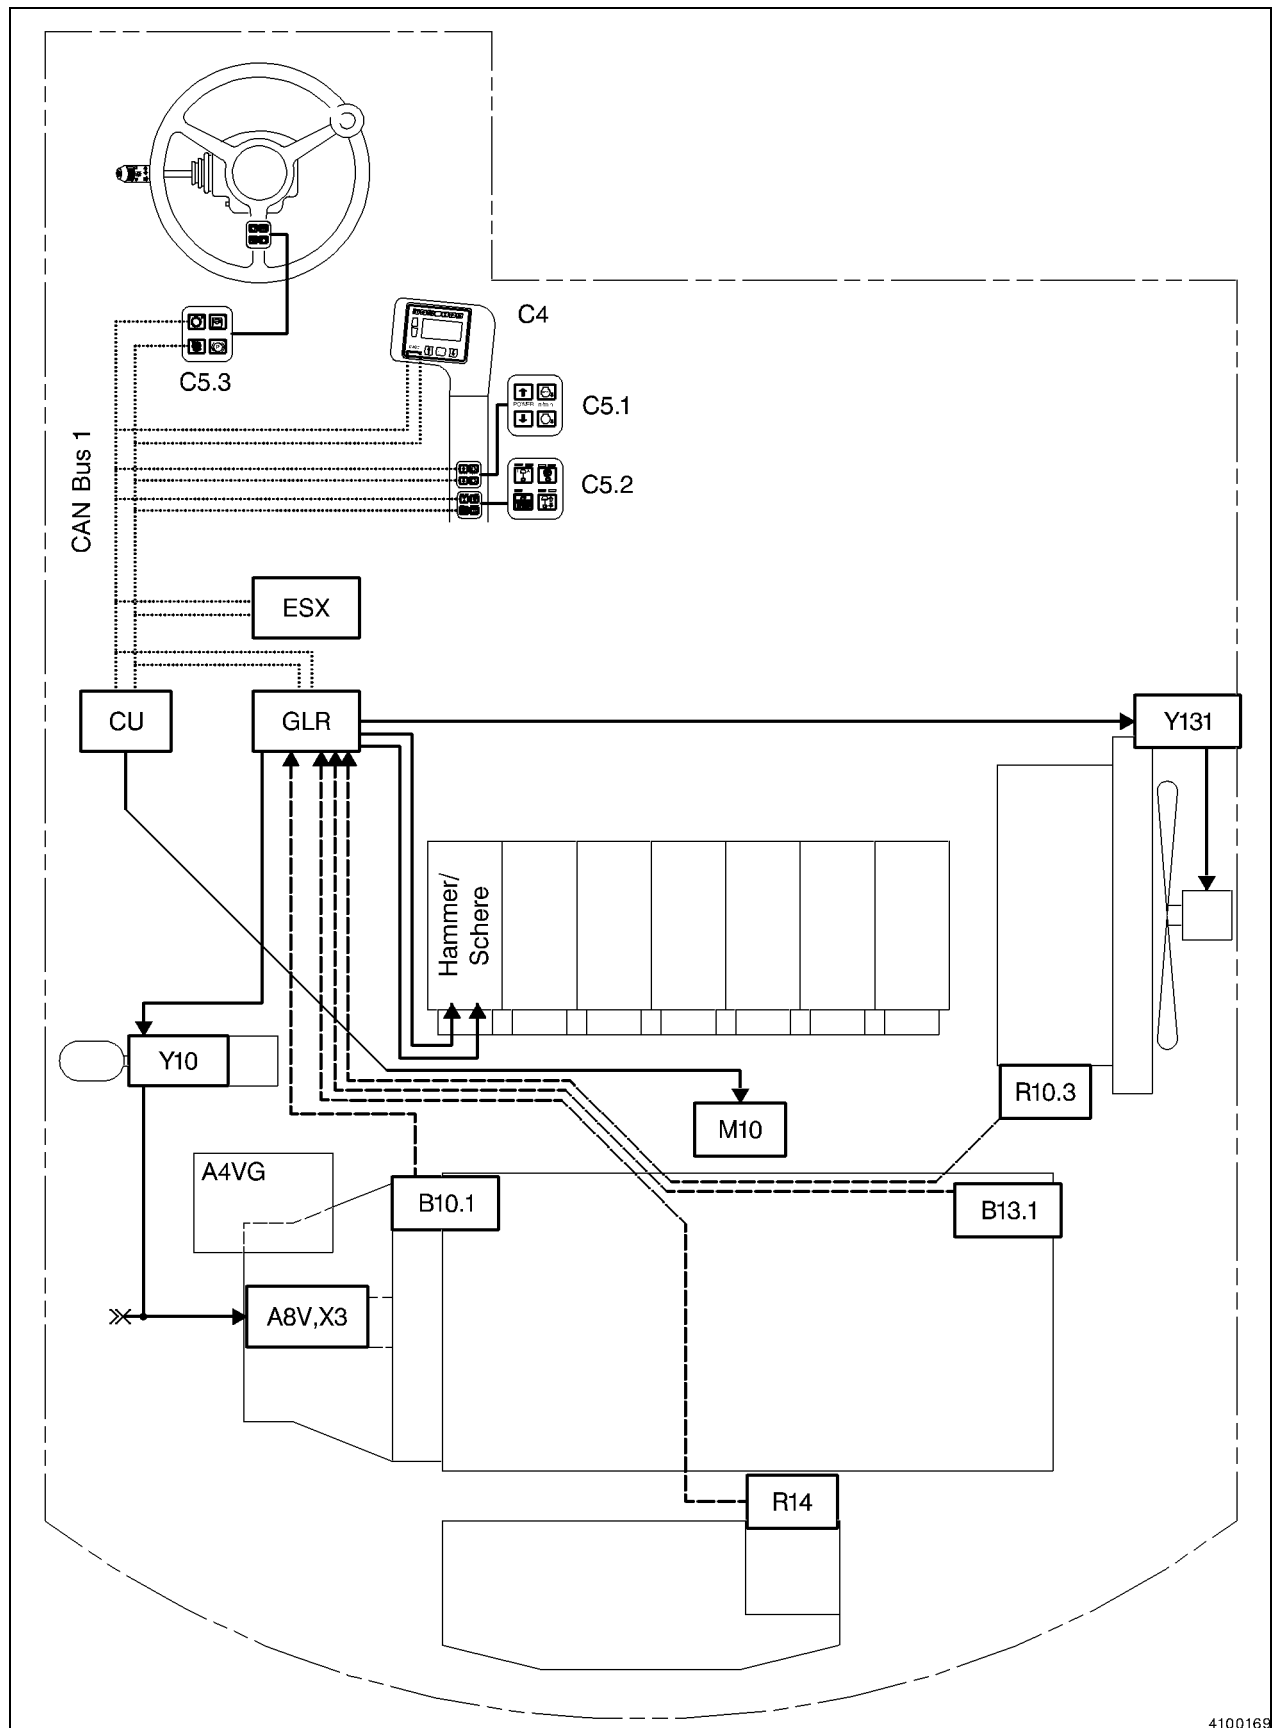 C4
C5.3
C5.1
POWER
C5.2
CAN Bus 1
ESX
CU
GLR
Y131
Hammer/
Schere
Y10
R10.3
M10
A4VG
B10.1
B13.1
A8V,X3
R14
4100169